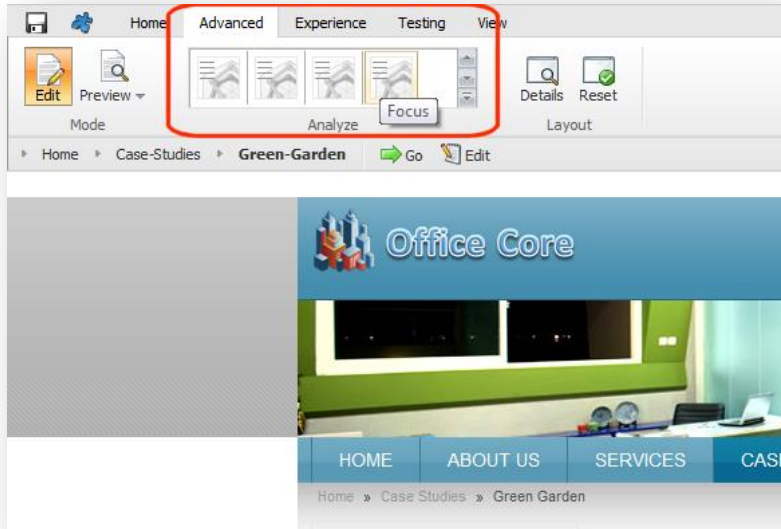 Home Advanced Experience Testing View
Edit Preview Details Reset
Focus
Mode Analyze Layout
Home Case-Studies Green-Garden Go Edit
Office Core
HOME ABOUT US SERVICES
Home » Case Studies » Green Garden